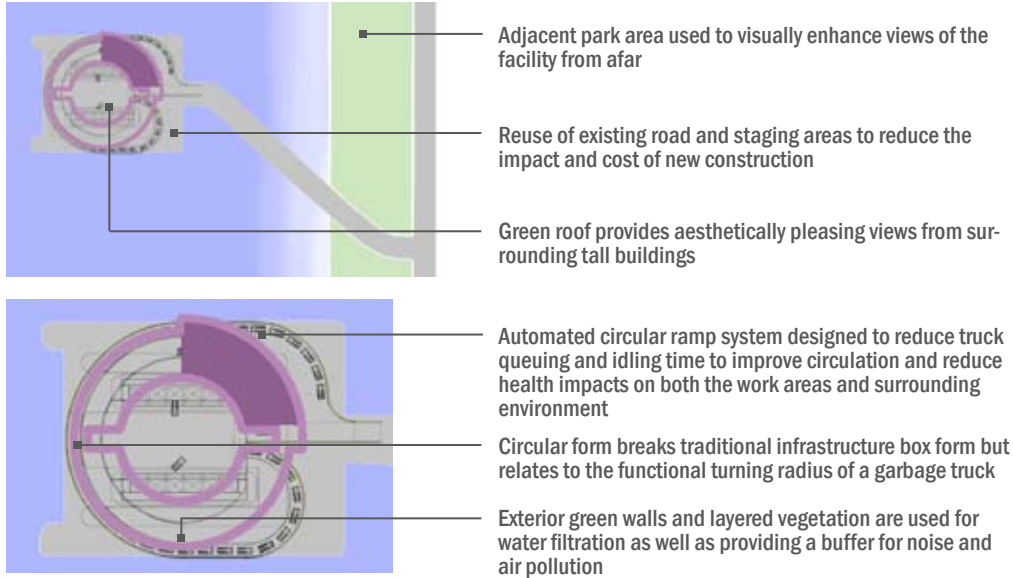 Adjacent park area used to visually enhance views of the
facility from afar
Reuse of existing road and staging areas to reduce the
impact and cost of new construction
Green roof provides aesthetically pleasing views from sur-
rounding tall buildings
Automated circular ramp system designed to reduce truck
queuing and idling time to improve circulation and reduce
health impacts on both the work areas and surrounding
environment
Circular form breaks traditional infrastructure box form but
relates to the functional turning radius of a garbage truck
Exterior green walls and layered vegetation are used for
water filtration as well as providing a buffer for noise and
air pollution